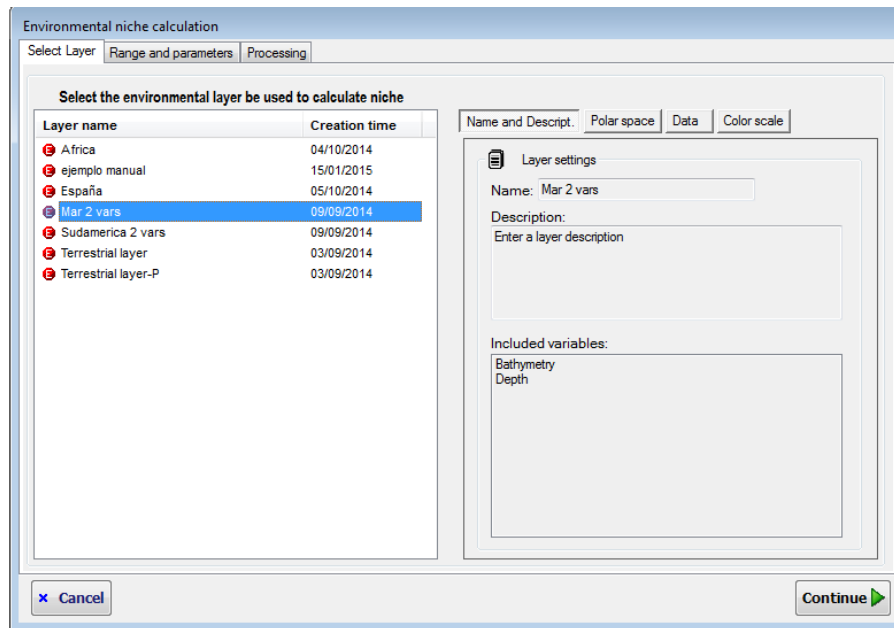 Environmental niche calculation
Select Layer Range and parameters Processing
Select the environmental layer be used to calculate niche
Layer name Creation time
Africa 04/10/2014
ejemplo manual 15/01/2015
España 05/10/2014
Mar 2 vars 09/09/2014
Sudamerica 2 vars 09/09/2014
Terrestrial layer 03/09/2014
Terrestrial layer-P 03/09/2014
Name and Descript. Polar space Data Color scale
Layer settings
Name: Mar 2 vars
Description:
Enter a layer description
Included variables:
Bathymetry
Depth
Cancel
Continue